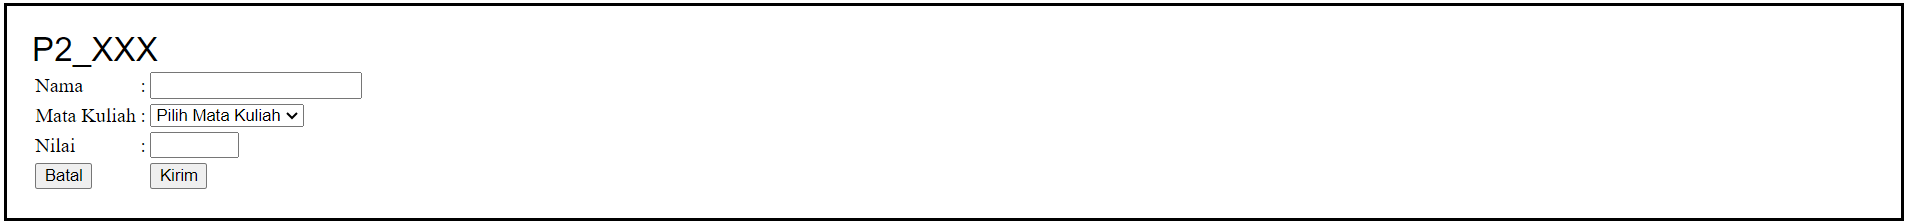 P2_XXX
Nama :
Mata Kuliah : Pilih Mata Kuliah
Nilai :
Batal Kirim